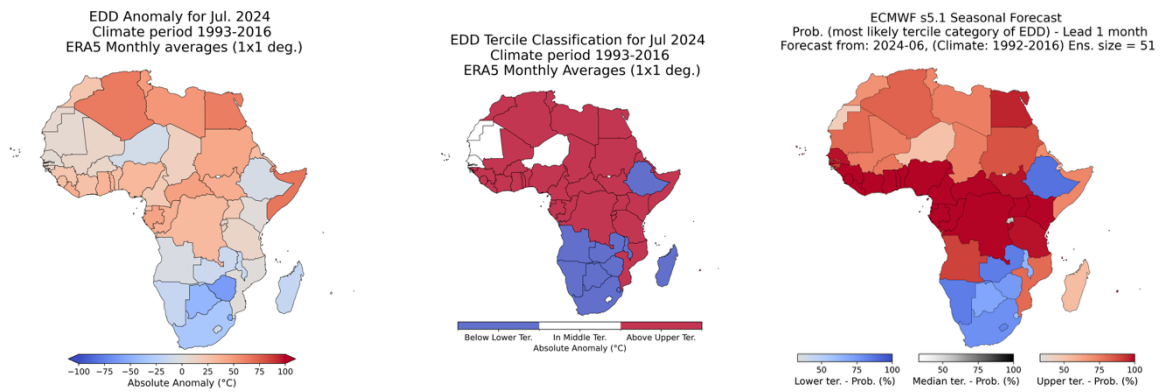 EDD Anomaly for Jul. 2024
Climate period 1993-2016
ERA5 Monthly averages (1x1 deg.)
−100 −75 −50 −25 0 25 50 75 100
Absolute Anomaly (°C)
EDD Tercile Classification for Jul 2024
Climate period 1993-2016
ERA5 Monthly Averages (1x1 deg.)
Below Lower Ter. In Middle Ter. Above Upper Ter.
Absolute Anomaly (°C)
ECMWF s5.1 Seasonal Forecast
Prob. (most likely tercile category of EDD) - Lead 1 month
Forecast from: 2024-06, (Climate: 1992-2016) Ens. size = 51
50 75 100
Lower ter. - Prob. (%)
50 75 100
Median ter. - Prob. (%)
50 75 100
Upper ter. - Prob. (%)